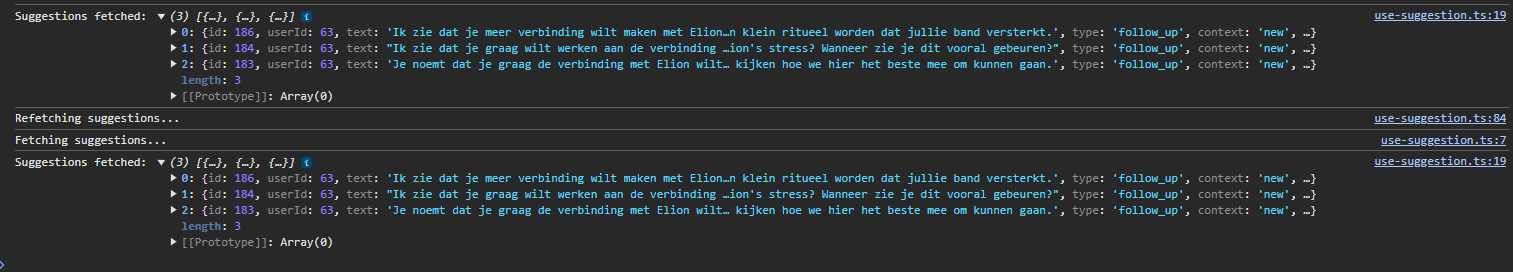 Suggestions fetched: ▼ (3) [{…}, {…}, {…}] i use-suggestion.ts:19
▶ 0: {id: 186, userId: 63, text: 'Ik zie dat je meer verbinding wilt maken met Elion…n klein ritueel worden dat jullie band versterkt.', type: 'follow_up', context: 'new', …}
▶ 1: {id: 184, userId: 63, text: "Ik zie dat je graag wilt werken aan de verbinding …ion's stress? Wanneer zie je dit vooral gebeuren?", type: 'follow_up', context: 'new', …}
▶ 2: {id: 183, userId: 63, text: 'Je noemt dat je graag de verbinding met Elion wilt… kijken hoe we hier het beste mee om kunnen gaan.', type: 'follow_up', context: 'new', …}
length: 3
▶ [[Prototype]]: Array(0)
Refetching suggestions... use-suggestion.ts:84
Fetching suggestions... use-suggestion.ts:7
Suggestions fetched: ▼ (3) [{…}, {…}, {…}] i use-suggestion.ts:19
▶ 0: {id: 186, userId: 63, text: 'Ik zie dat je meer verbinding wilt maken met Elion…n klein ritueel worden dat jullie band versterkt.', type: 'follow_up', context: 'new', …}
▶ 1: {id: 184, userId: 63, text: "Ik zie dat je graag wilt werken aan de verbinding …ion's stress? Wanneer zie je dit vooral gebeuren?", type: 'follow_up', context: 'new', …}
▶ 2: {id: 183, userId: 63, text: 'Je noemt dat je graag de verbinding met Elion wilt… kijken hoe we hier het beste mee om kunnen gaan.', type: 'follow_up', context: 'new', …}
length: 3
▶ [[Prototype]]: Array(0)